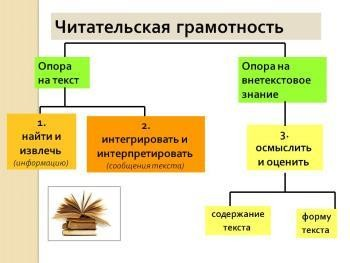 Читательская грамотность
Опора
на текст
Опора на
внетекстовое
знание
1.
найти и
извлечь
(информацию)
2.
интегрировать и
интерпретировать
(сообщения текста)
3.
осмыслить
и оценить
содержание
текста
форму
текста